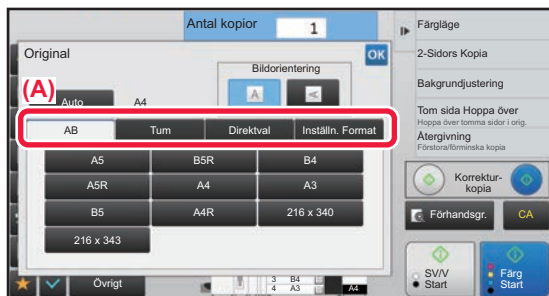 Antal kopior 1
Färgläge
Original
OK
2-Sidors Kopia
Bildorientering
A A
Bakgrundjustering
(A)
Auto A4
Tom sida Hoppa över
Hoppa över tomma sidor i orig.
AB Tum Direktval Inställn. Format
Återgivning
Förstora/förminska kopia
A5 B5R B4
A5R A4 A3
Korrektur-
kopia
B5 A4R 216 x 340
Förhandsgr. CA
216 x 343
SV/V
Start
Färg
Start
Övrigt
3 B4
4 A3 A4